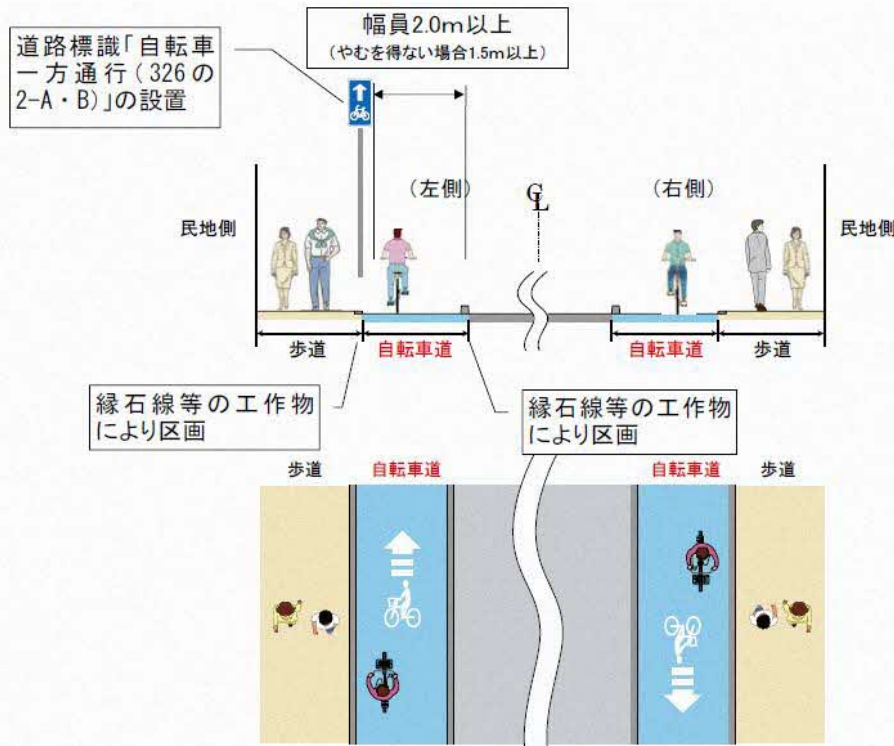 道路標識「自転車
一方通行(326の
2-A・B)」の設置
幅員2.0m以上
(やむを得ない場合1.5m以上)
(左側)
CL
(右側)
民地側
民地側
歩道
自転車道
自転車道
歩道
縁石線等の工作物
により区画
縁石線等の工作物
により区画
歩道
自転車道
自転車道
歩道